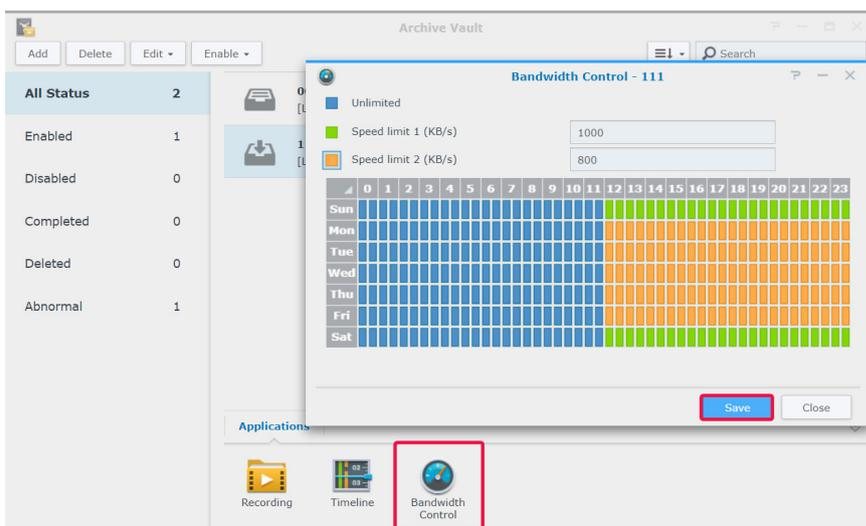 Archive Vault
Add Delete Edit Enable Search
Bandwidth Control - 111
All Status 2
Enabled 1
Disabled 0
Completed 0
Deleted 0
Abnormal 1
Unlimited
Speed limit 1 (KB/s) 1000
Speed limit 2 (KB/s) 800
0 1 2 3 4 5 6 7 8 9 10 11 12 13 14 15 16 17 18 19 20 21 22 23
Sun
Mon
Tue
Wed
Thu
Fri
Sat
Save Close
Applications
Recording Timeline Bandwidth
Control